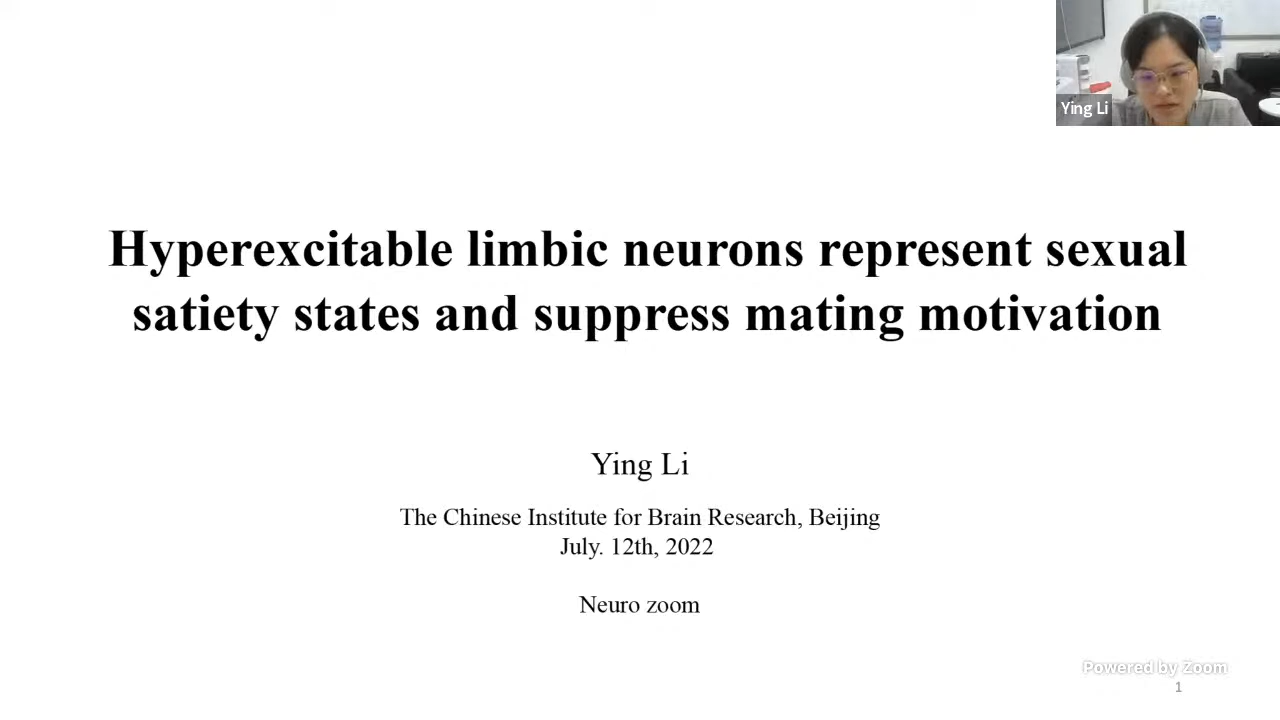 Ying Li
Hyperexcitable limbic neurons represent sexual
satiety states and suppress mating motivation
Ying Li
The Chinese Institute for Brain Research, Beijing
July. 12th, 2022
Neuro zoom
Powered by Zoom
1